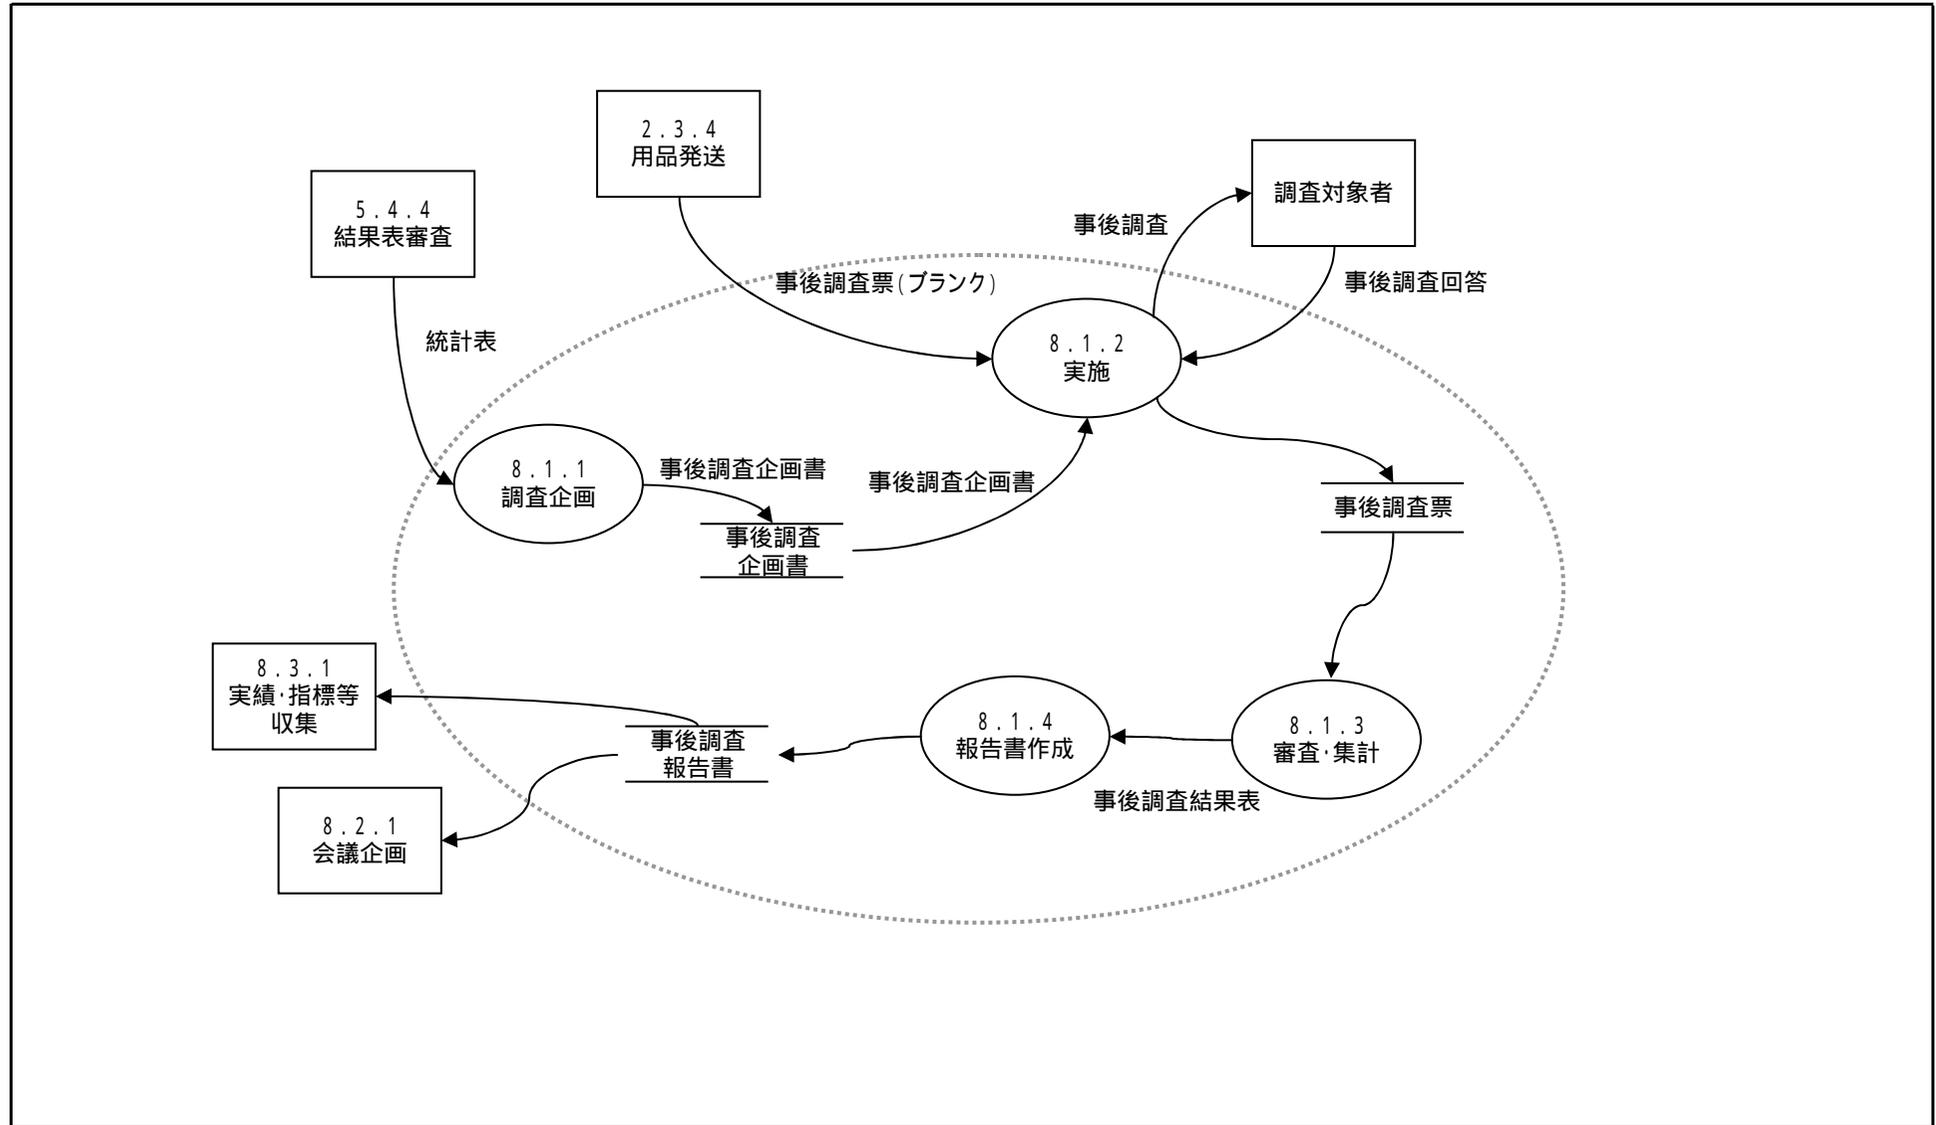 2.3.4
用品発送
5.4.4
結果表審査
調査対象者
事後調査
事後調査票(ブランク)
事後調査回答
統計表
8.1.2
実施
8.1.1
調査企画
事後調査企画書
事後調査企画書
事後調査票
事後調査
企画書
8.3.1
実績・指標等
収集
8.1.4
報告書作成
8.1.3
審査・集計
事後調査
報告書
事後調査結果表
8.2.1
会議企画